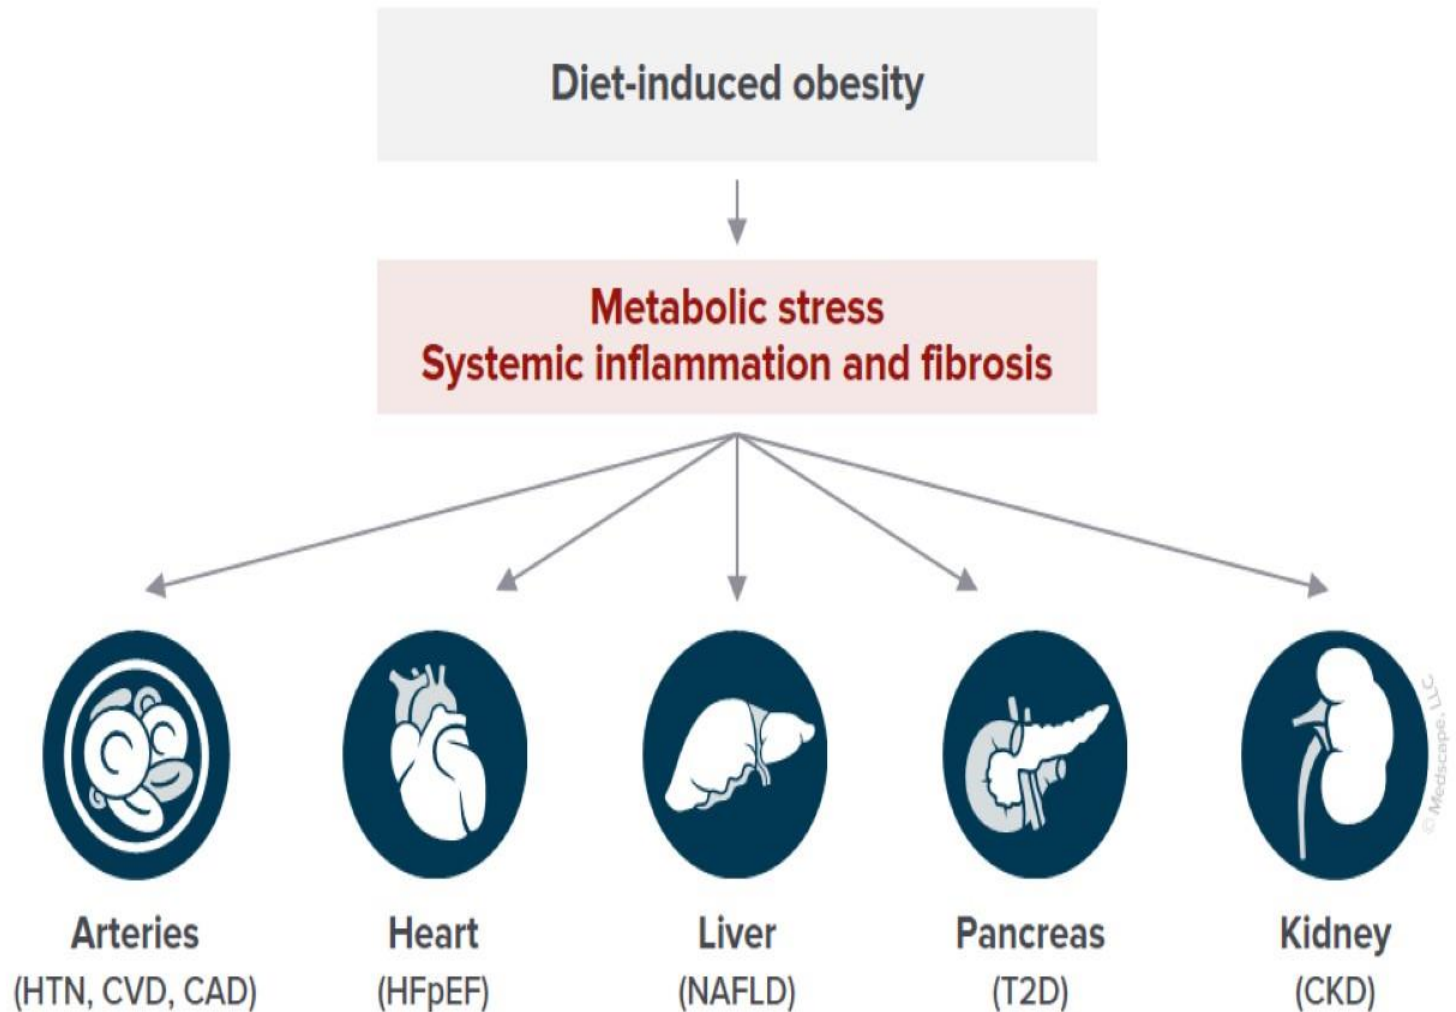 Diet-induced obesity
Metabolic stress
Systemic inflammation and fibrosis
Arteries
(HTN, CVD, CAD)
Heart
(HFpEF)
Liver
(NAFLD)
Pancreas
(T2D)
Kidney
(CKD)
© Medscape, LLC